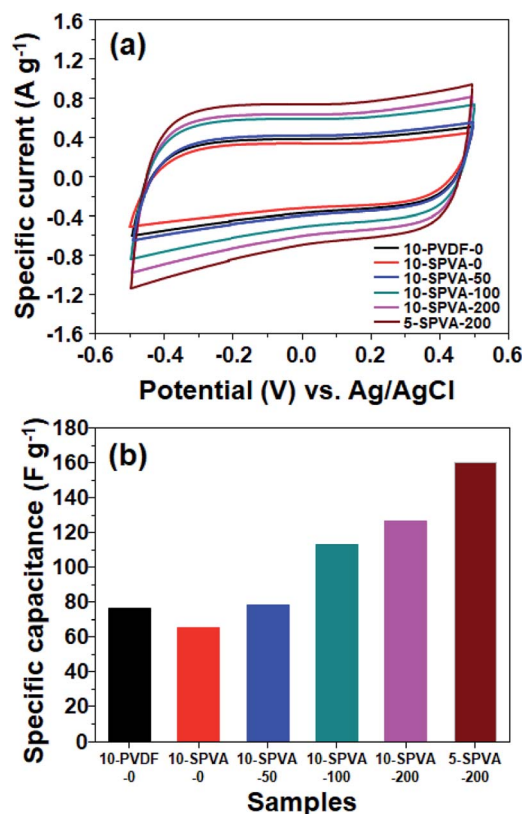 (a)
Specific current (A g⁻¹)
1.6
1.2
0.8
0.4
0.0
-0.4
-0.8
-1.2
-1.6
10-PVDF-0
10-SPVA-0
10-SPVA-50
10-SPVA-100
10-SPVA-200
5-SPVA-200
-0.6 -0.4 -0.2 0.0 0.2 0.4 0.6
Potential (V) vs. Ag/AgCl
(b)
Specific capacitance (F g⁻¹)
180
160
140
120
100
80
60
40
20
0
10-PVDF 10-SPVA 10-SPVA 10-SPVA 10-SPVA 5-SPVA
-0 -0 -50 -100 -200 -200
Samples